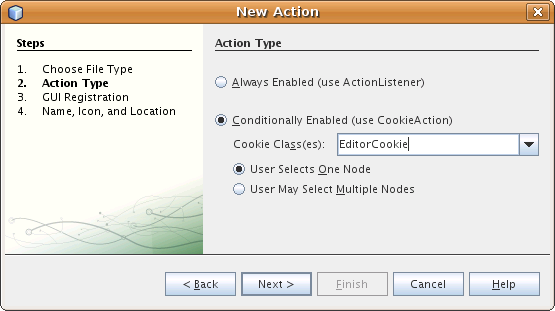 New Action
Steps
1. Choose File Type
2. Action Type
3. GUI Registration
4. Name, Icon, and Location
Action Type
Always Enabled (use ActionListener)
Conditionally Enabled (use CookieAction)
Cookie Class(es): EditorCookie
User Selects One Node
User May Select Multiple Nodes
< Back Next > Finish Cancel Help